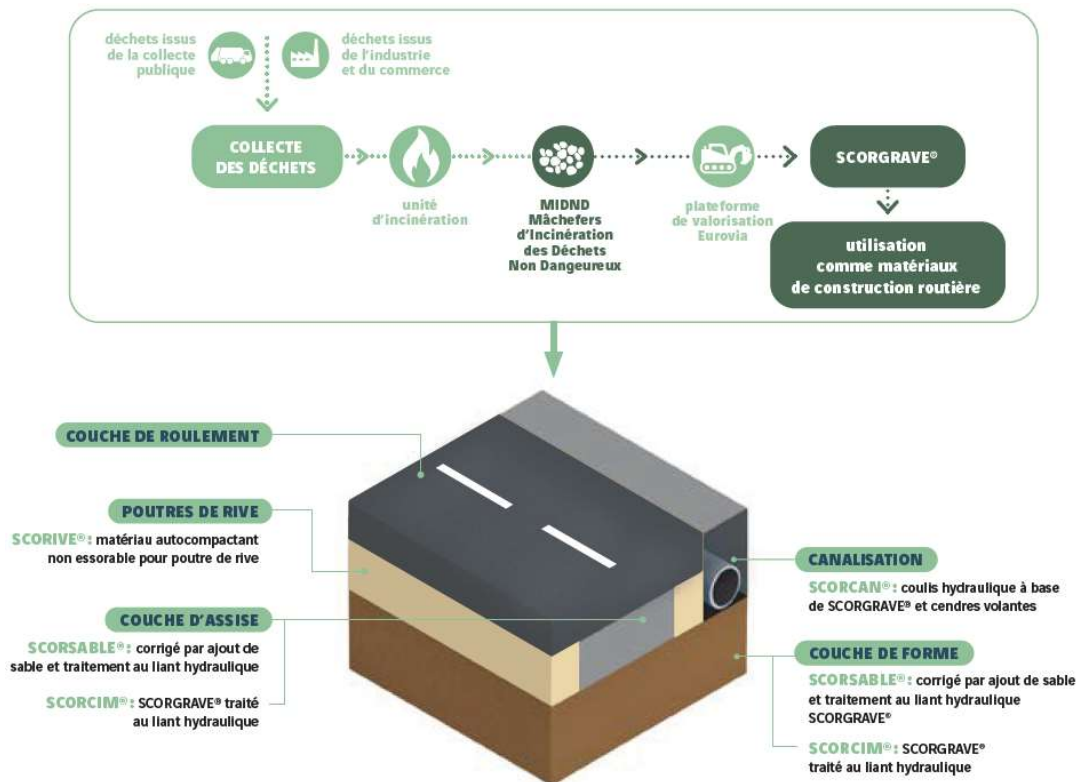 déchets issus
de la collecte
publique
déchets issus
de l'industrie
et du commerce
COLLECTE
DES DÉCHETS
unité
d'incinération
MIDND
Mâchefers
d'Incinération
des Déchets
Non Dangeureux
plateforme
de valorisation
Eurovia
SCORGRAVE®
utilisation
comme matériaux
de construction routière
COUCHE DE ROULEMENT
POUTRES DE RIVE
SCORIVE® : matériau autocompactant
non essorable pour poutre de rive
COUCHE D'ASSISE
SCORSABLE® : corrigé par ajout de
sable et traitement au liant hydraulique
SCORCIM® : SCORGRAVE® traité
au liant hydraulique
CANALISATION
SCORCAN® : coulis hydraulique à base
de SCORGRAVE® et cendres volantes
COUCHE DE FORME
SCORSABLE® : corrigé par ajout de sable
et traitement au liant hydraulique
SCORGRAVE®
SCORCIM® : SCORGRAVE®
traité au liant hydraulique